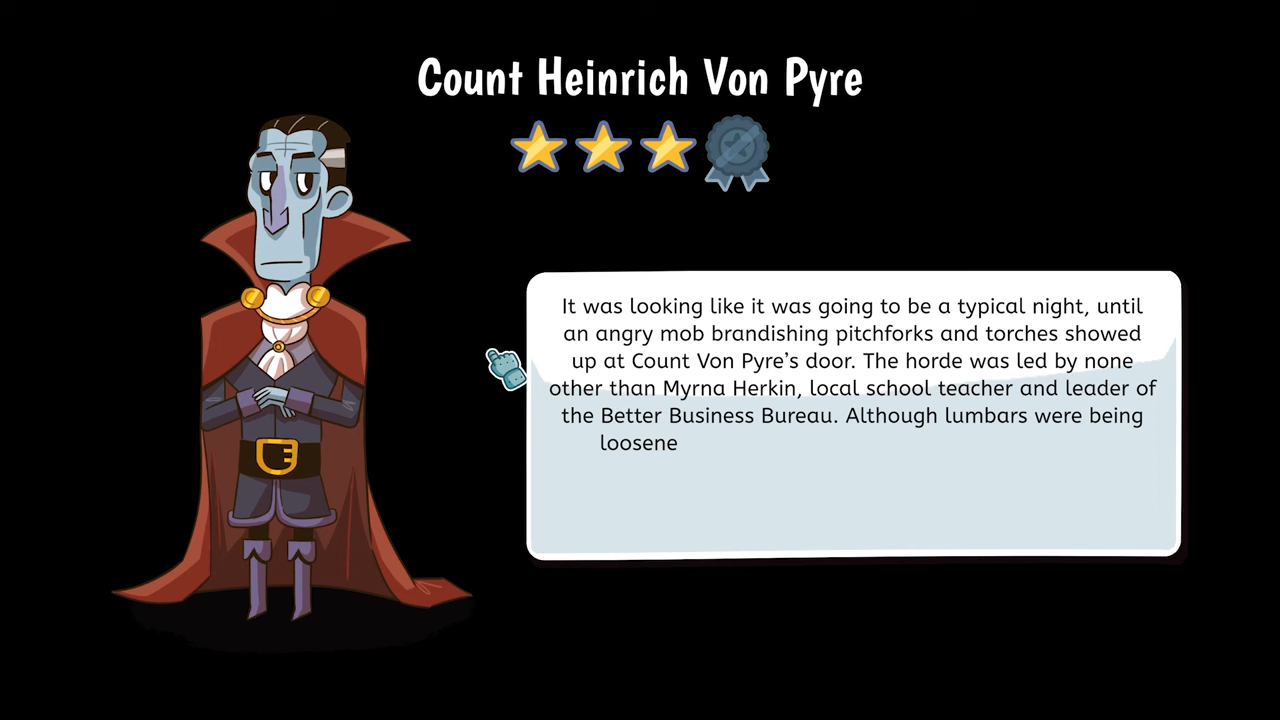 Count Heinrich Von Pyre
It was looking like it was going to be a typical night, until
an angry mob brandishing pitchforks and torches showed
up at Count Von Pyre’s door. The horde was led by none
other than Myrna Herkin, local school teacher and leader of
the Better Business Bureau. Although lumbars were being
loosene